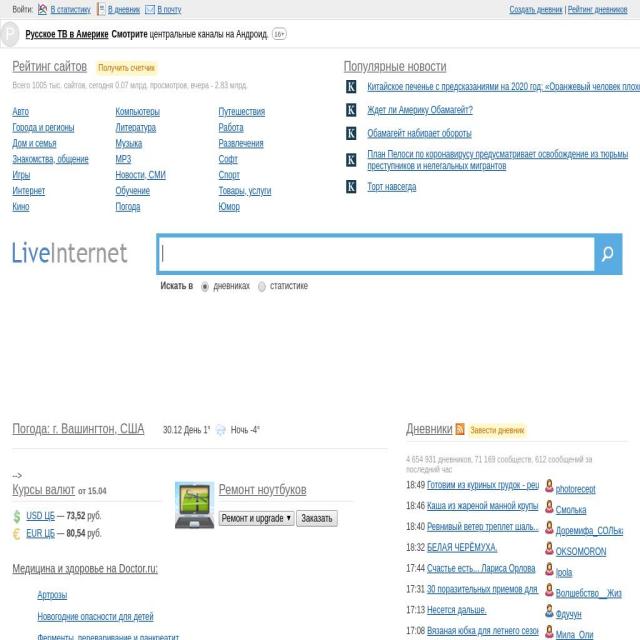 Войти: В статистику В дневник В почту Создать дневник | Рейтинг дневников
Р Русское ТВ в Америке Смотрите центральные каналы на Андроид. 16+
Рейтинг сайтов Получить счетчик
Всего 1005 тыс. сайтов, сегодня 0.07 млрд. просмотров, вчера - 2.83 млрд.
Авто Компьютеры Путешествия
Города и регионы Литература Работа
Дом и семья Музыка Развлечения
Знакомства, общение MP3 Софт
Игры Новости, СМИ Спорт
Интернет Обучение Товары, услуги
Кино Погода Юмор
Популярные новости
К Китайское печенье с предсказаниями на 2020 год: «Оранжевый человек плохо
К Ждет ли Америку Обамагейт?
К Обамагейт набирает обороты
К План Пелоси по коронавирусу предусматривает освобождение из тюрьмы
преступников и нелегальных мигрантов
К Торт навсегда
LiveInternet
Искать в дневниках статистике
Погода: г. Вашингтон, США 30.12 День 1° Ночь -4°
-->
Курсы валют от 15.04
$ USD ЦБ — 73,52 руб.
€ EUR ЦБ — 80,54 руб.
Ремонт ноутбуков
Ремонт и upgrade Заказать
Медицина и здоровье на Doctor.ru:
Артрозы
Новогодние опасности для детей
Ферменты, переваривание и панкреатит
Дневники Завести дневник
4 654 931 дневников, 71 169 сообществ, 612 сообщений за
последний час
18:49 Готовим из куриных грудок - рец photorecept
18:46 Каша из жареной манной крупы Смолька
18:40 Ревнивый ветер треплет шаль.. Доремифа_СОЛЬка
18:32 БЕЛАЯ ЧЕРЁМУХА. OKSOMORON
17:44 Счастье есть... Лариса Орлова Ipola
17:31 30 поразительных приемов для Волшебство__Жиз
17:13 Несется дальше. Фдучун
17:08 Вязаная юбка для летнего сезон Мила_Оли